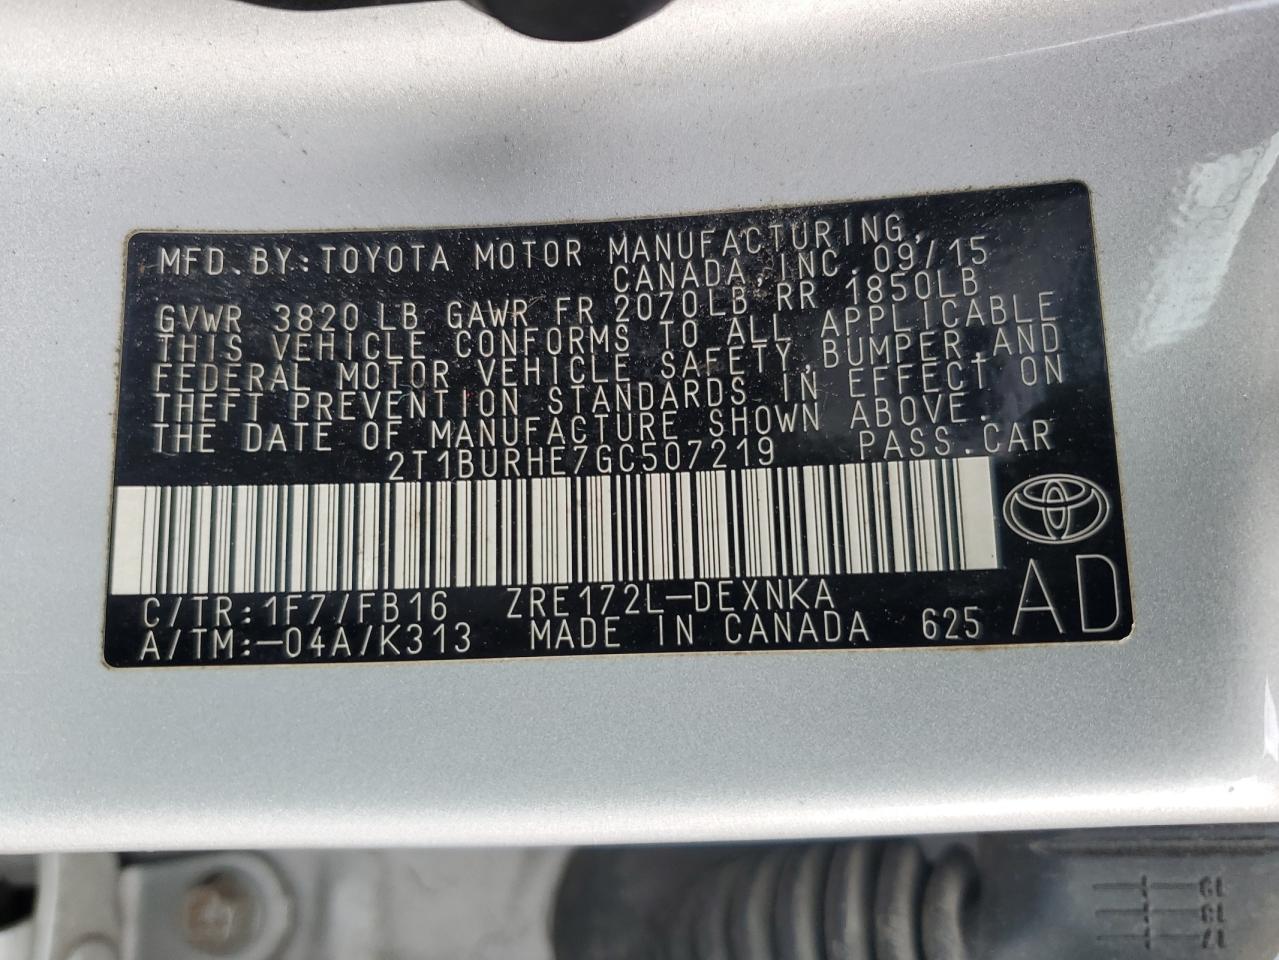 MFD.BY:TOYOTA MOTOR MANUFACTURING,
CANADA,INC.09/15
GVWR 3820 LB GAWR FR 2070LB RR 1850LB
THIS VEHICLE CONFORMS TO ALL APPLICABLE
FEDERAL MOTOR VEHICLE SAFETY,BUMPER,AND
THEFT PREVENTION STANDARDS IN EFFECT ON
THE DATE OF MANUFACTURE SHOWN ABOVE.
2T1BURHE7GC507219 PASS.CAR
C/TR:1F7/FB16 ZRE172L-DEXNKA
A/TM:-04A/K313 MADE IN CANADA 625 AD